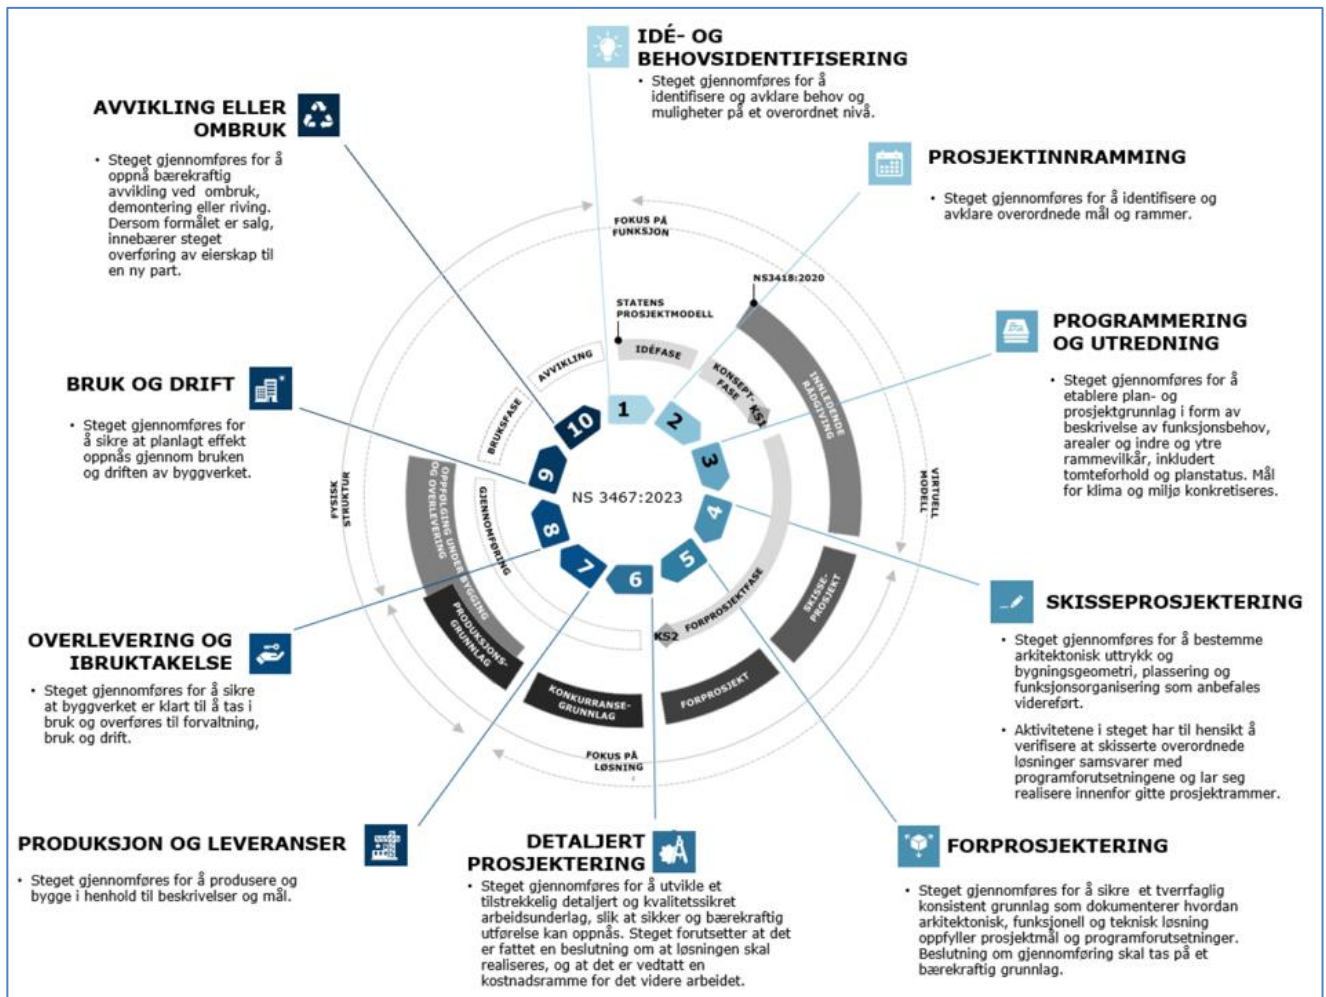 IDÉ- OG
BEHOVSIDENTIFISERING
• Steget gjennomføres for å
identifisere og avklare behov og
muligheter på et overordnet nivå.
PROSJEKTINNRAMMING
• Steget gjennomføres for å identifisere og
avklare overordnede mål og rammer.
PROGRAMMERING
OG UTREDNING
• Steget gjennomføres for å
etablere plan- og
prosjektgrunnlag i form av
beskrivelse av funksjonsbehov,
arealer og indre og ytre
rammevilkår, inkludert
tomteforhold og planstatus. Mål
for klima og miljø konkretiseres.
SKISSEPROSJEKTERING
• Steget gjennomføres for å bestemme
arkitektonisk uttrykk og
bygningsgeometri, plassering og
funksjonsorganisering som anbefales
videreført.
• Aktivitetene i steget har til hensikt å
verifisere at skisserte overordnede
løsninger samsvarer med
programforutsetningene og lar seg
realisere innenfor gitte prosjektrammer.
FORPROSJEKTERING
• Steget gjennomføres for å sikre et tverrfaglig
konsistent grunnlag som dokumenterer hvordan
arkitektonisk, funksjonell og teknisk løsning
oppfyller prosjektmål og programforutsetninger.
Beslutning om gjennomføring skal tas på et
bærekraftig grunnlag.
DETALJERT
PROSJEKTERING
• Steget gjennomføres for å utvikle et
tilstrekkelig detaljert og kvalitetssikret
arbeidsunderlag, slik at sikker og bærekraftig
utførelse kan oppnås. Steget forutsetter at det
er fattet en beslutning om at løsningen skal
realiseres, og at det er vedtatt en
kostnadsramme for det videre arbeidet.
PRODUKSJON OG LEVERANSER
• Steget gjennomføres for å produsere og
bygge i henhold til beskrivelser og mål.
OVERLEVERING OG
IBRUKTAKELSE
• Steget gjennomføres for å sikre
at byggverket er klart til å tas i
bruk og overføres til forvaltning,
bruk og drift.
BRUK OG DRIFT
• Steget gjennomføres for
å sikre at planlagt effekt
oppnås gjennom bruken
og driften av byggverket.
AVVIKLING ELLER
OMBRUK
• Steget gjennomføres for å
oppnå bærekraftig
avvikling ved ombruk,
demontering eller riving.
Dersom formålet er salg,
innebærer steget
overføring av eierskap til
en ny part.
FOKUS PÅ
FUNKSJON
NS3418:2020
STATENS
PROSJEKTMODELL
IDÉFASE
KONSEPT-
FASE
KS1
INNLEDENDE
RÅDGIVING
VIRTUELL
MODELL
SKISSE-
PROSJEKT
FORPROSJEKTFASE
KS2
FORPROSJEKT
KONKURRANSE-
GRUNNLAG
FOKUS PÅ
LØSNING
PRODUKSJONS-
GRUNNLAG
OPPFØLGING UNDER BYGGING
OG OVERLEVERING
GJENNOMFØRING
FYSISK
STRUKTUR
BRUKSFASE
AVVIKLING
1
2
3
4
5
6
7
8
9
10
NS 3467:2023